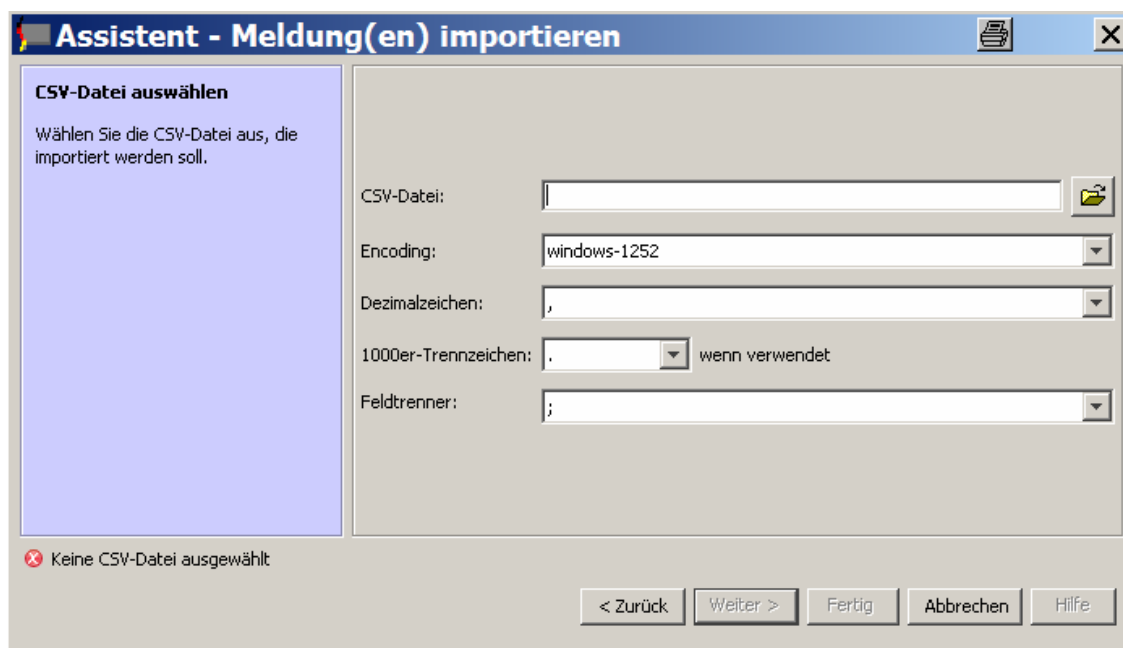 Assistent - Meldung(en) importieren
CSV-Datei auswählen
Wählen Sie die CSV-Datei aus, die
importiert werden soll.
CSV-Datei:
Encoding: windows-1252
Dezimalzeichen: ,
1000er-Trennzeichen: . wenn verwendet
Feldtrenner: ;
Keine CSV-Datei ausgewählt
< Zurück Weiter > Fertig Abbrechen Hilfe